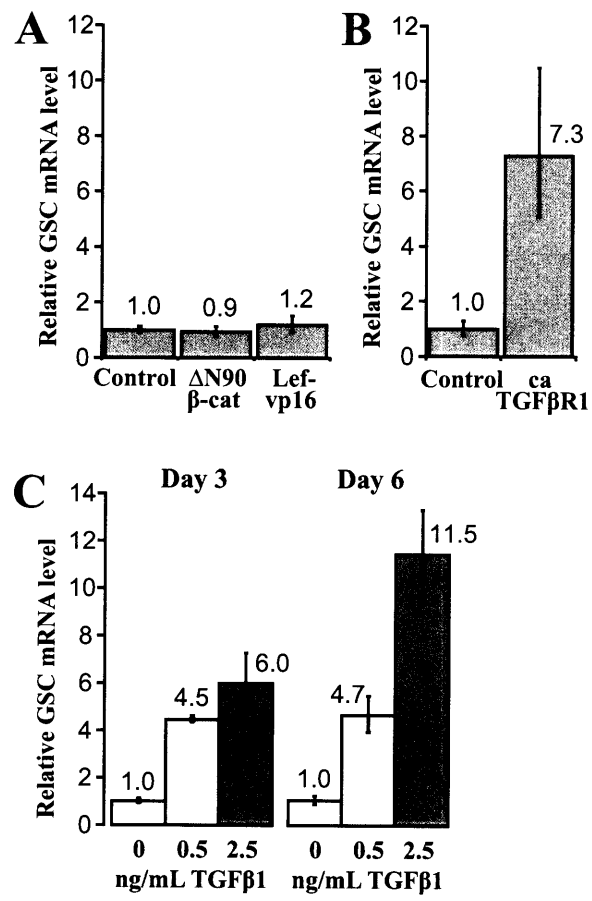 A
Relative GSC mRNA level
12
10
8
6
4
2
0
1.0
0.9
1.2
Control
ΔN90
β-cat
Lef-
vp16
B
Relative GSC mRNA level
12
10
8
6
4
2
0
1.0
7.3
Control
ca
TGFβR1
C
Relative GSC mRNA level
14
12
10
8
6
4
2
0
Day 3
1.0
4.5
6.0
0
0.5
2.5
ng/mL TGFβ1
Day 6
1.0
4.7
11.5
0
0.5
2.5
ng/mL TGFβ1